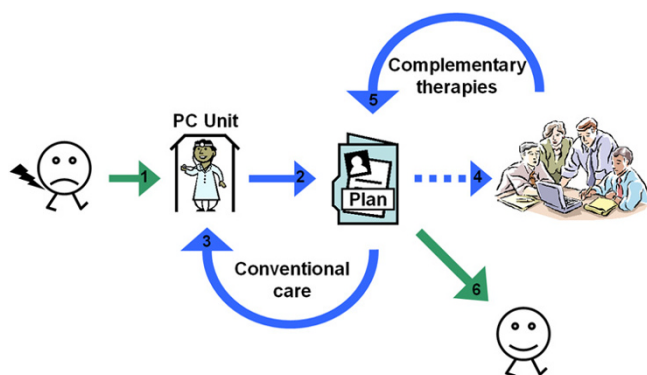 Complementary
therapies
5
PC Unit
1
2
Plan
4
3
Conventional
care
6